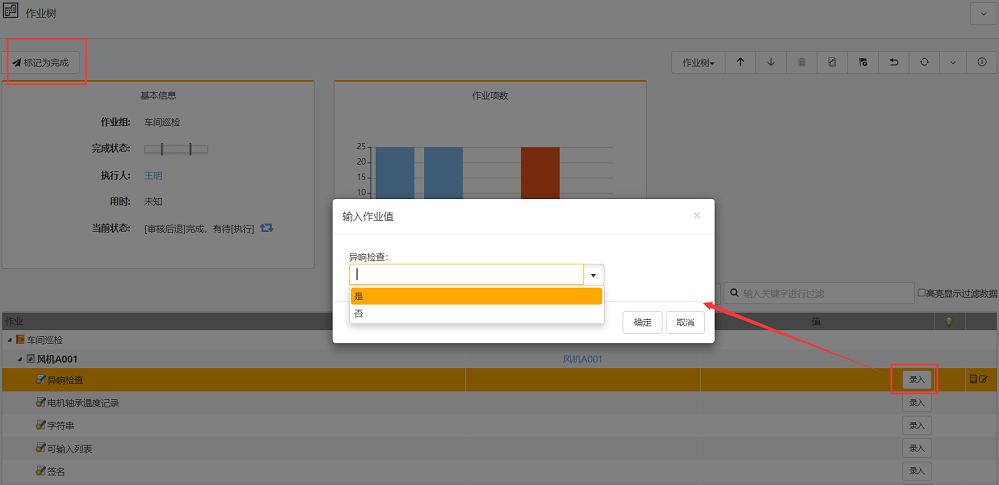 作业树
标记为完成
作业树
基本信息
作业组: 车间巡检
完成状态:
执行人: 王明
用时: 未知
当前状态: [审核后退]完成，有待[执行]
作业项数
25
20
15
10
输入作业值
×
异响检查:
是
否
确定
取消
输入关键字进行过滤
高亮显示过滤数据
作业
值
车间巡检
风机A001
风机A001
异响检查
录入
电机轴承温度记录
录入
字符串
录入
可输入列表
录入
签名
录入